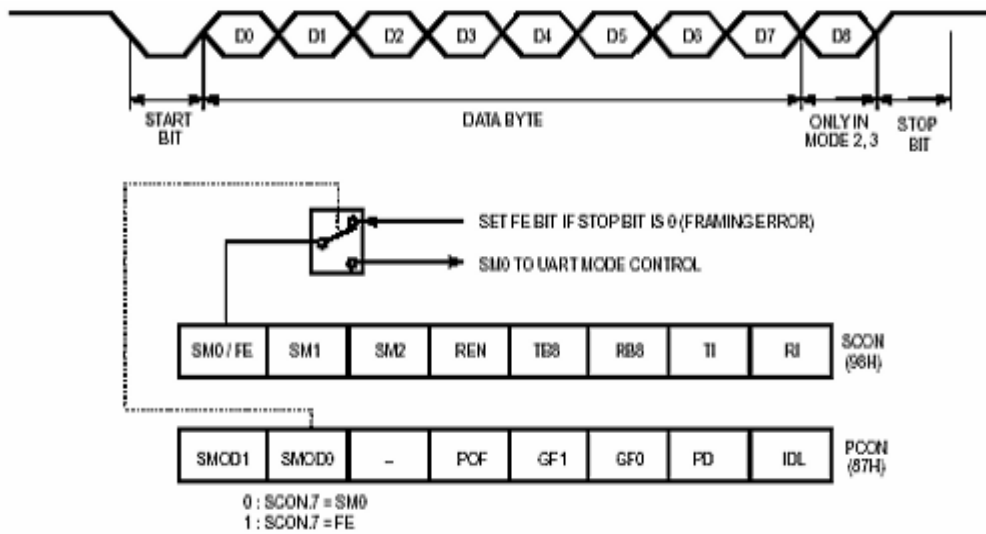 D0 D1 D2 D3 D4 D5 D6 D7 D8
START BIT
DATA BYTE
ONLY IN MODE 2, 3
STOP BIT
SET FE BIT IF STOP BIT IS 0 (FRAMING ERROR)
SM0 TO UART MODE CONTROL
SM0 / FE SM1 SM2 REN TB8 RB8 TI RI
SCON (98H)
SMOD1 SMOD0 – POF GF1 GF0 PD IDL
PCON (87H)
0 : SCON.7 = SM0
1 : SCON.7 = FE